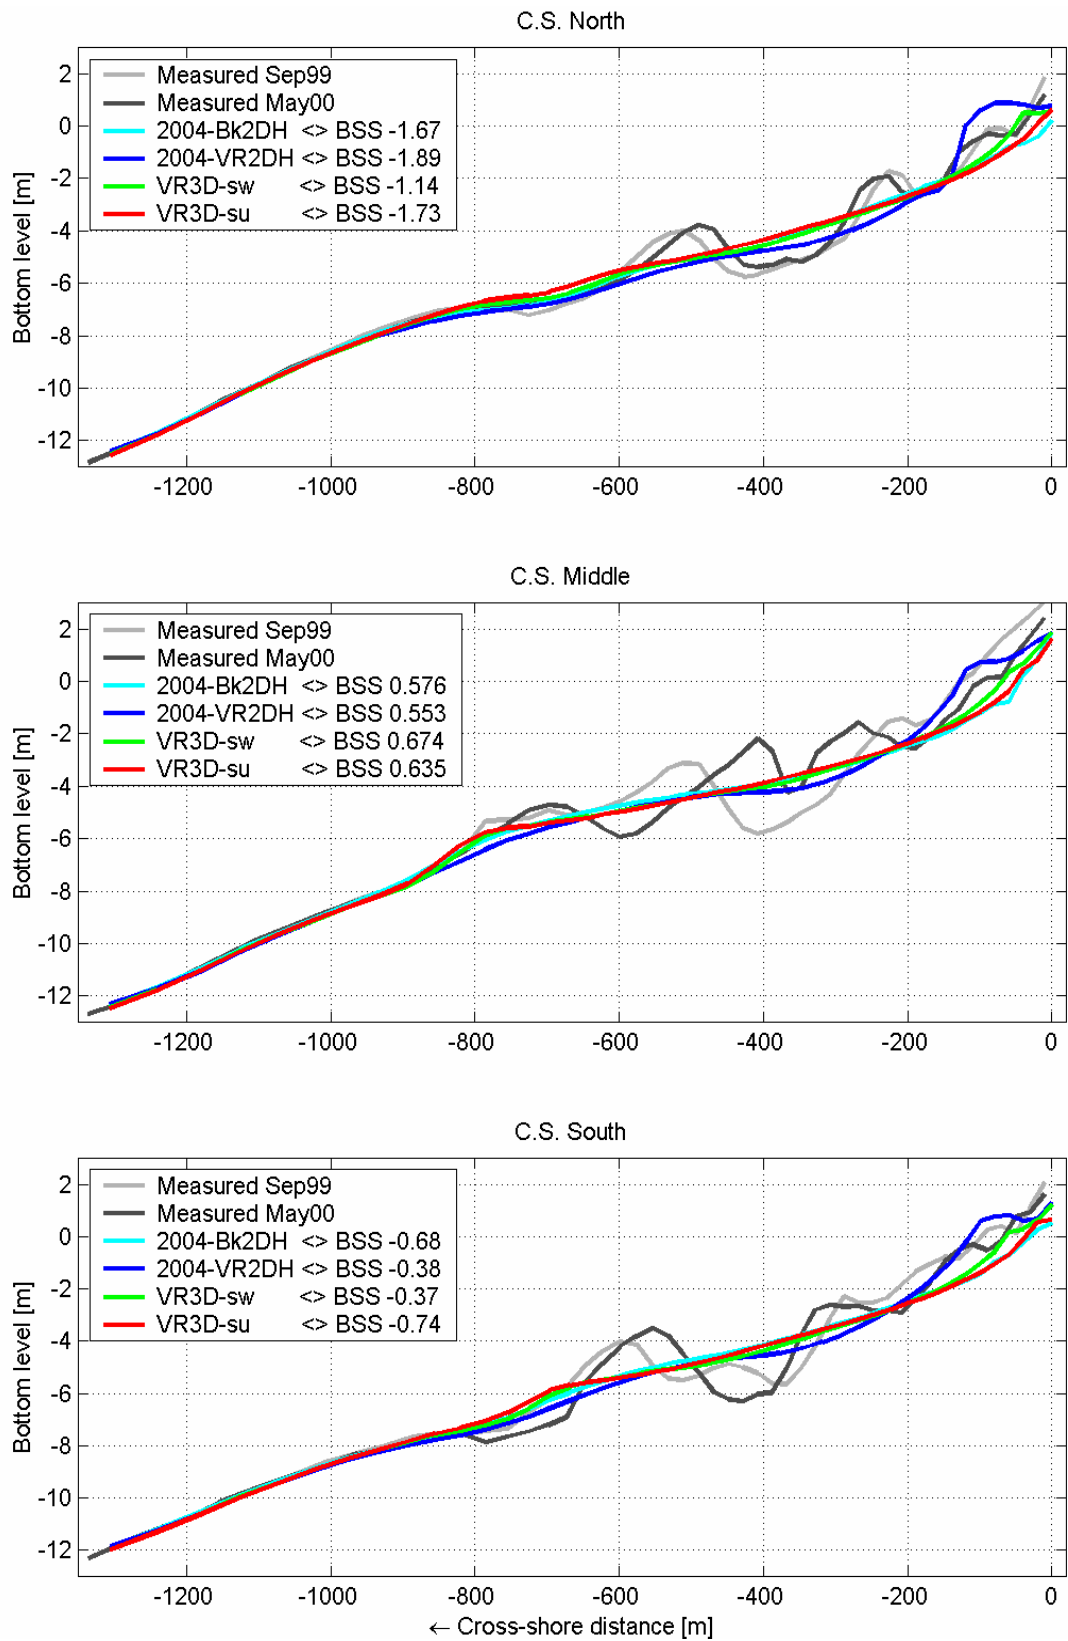 C.S. North
Measured Sep99
Measured May00
2004-Bk2DH <> BSS -1.67
2004-VR2DH <> BSS -1.89
VR3D-sw <> BSS -1.14
VR3D-su <> BSS -1.73
Bottom level [m]
2
0
-2
-4
-6
-8
-10
-12
-1200 -1000 -800 -600 -400 -200 0
C.S. Middle
Measured Sep99
Measured May00
2004-Bk2DH <> BSS 0.576
2004-VR2DH <> BSS 0.553
VR3D-sw <> BSS 0.674
VR3D-su <> BSS 0.635
Bottom level [m]
2
0
-2
-4
-6
-8
-10
-12
-1200 -1000 -800 -600 -400 -200 0
C.S. South
Measured Sep99
Measured May00
2004-Bk2DH <> BSS -0.68
2004-VR2DH <> BSS -0.38
VR3D-sw <> BSS -0.37
VR3D-su <> BSS -0.74
Bottom level [m]
2
0
-2
-4
-6
-8
-10
-12
-1200 -1000 -800 -600 -400 -200 0
← Cross-shore distance [m]